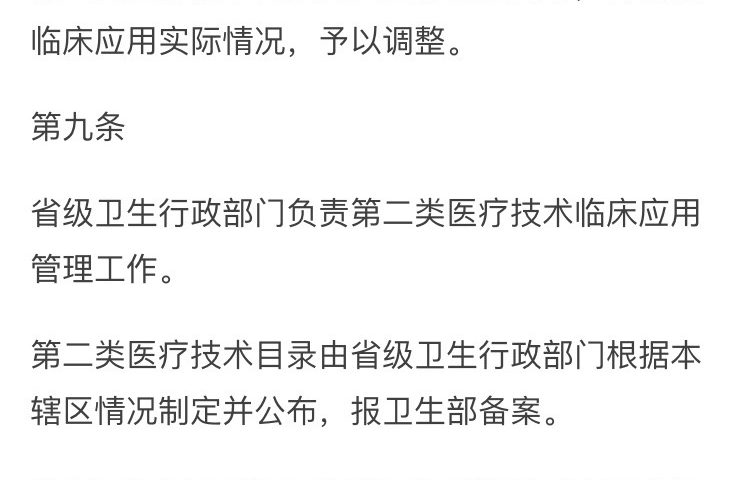 临床应用实际情况，予以调整。
第九条
省级卫生行政部门负责第二类医疗技术临床应用
管理工作。
第二类医疗技术目录由省级卫生行政部门根据本
辖区情况制定并公布，报卫生部备案。